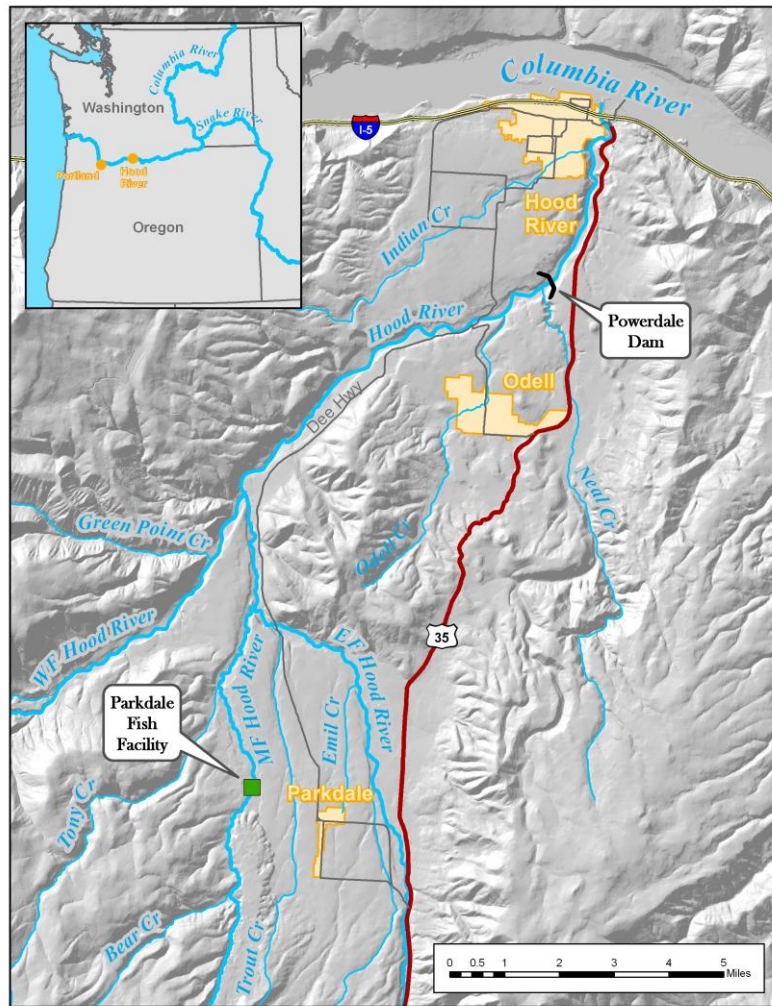 Columbia River
Washington
Snake River
Portland
Hood
River
Oregon
I-5
Columbia River
Hood
River
Indian Cr
Hood River
Powerdale
Dam
Odell
Dee Hwy
Neal Cr
Green Point Cr
Odell Cr
WF Hood River
35
MF Hood River
EF Hood River
Parkdale
Fish
Facility
Emil Cr
Tony Cr
Parkdale
Bear Cr
Trout Cr
0 0.5 1 2 3 4 5
Miles